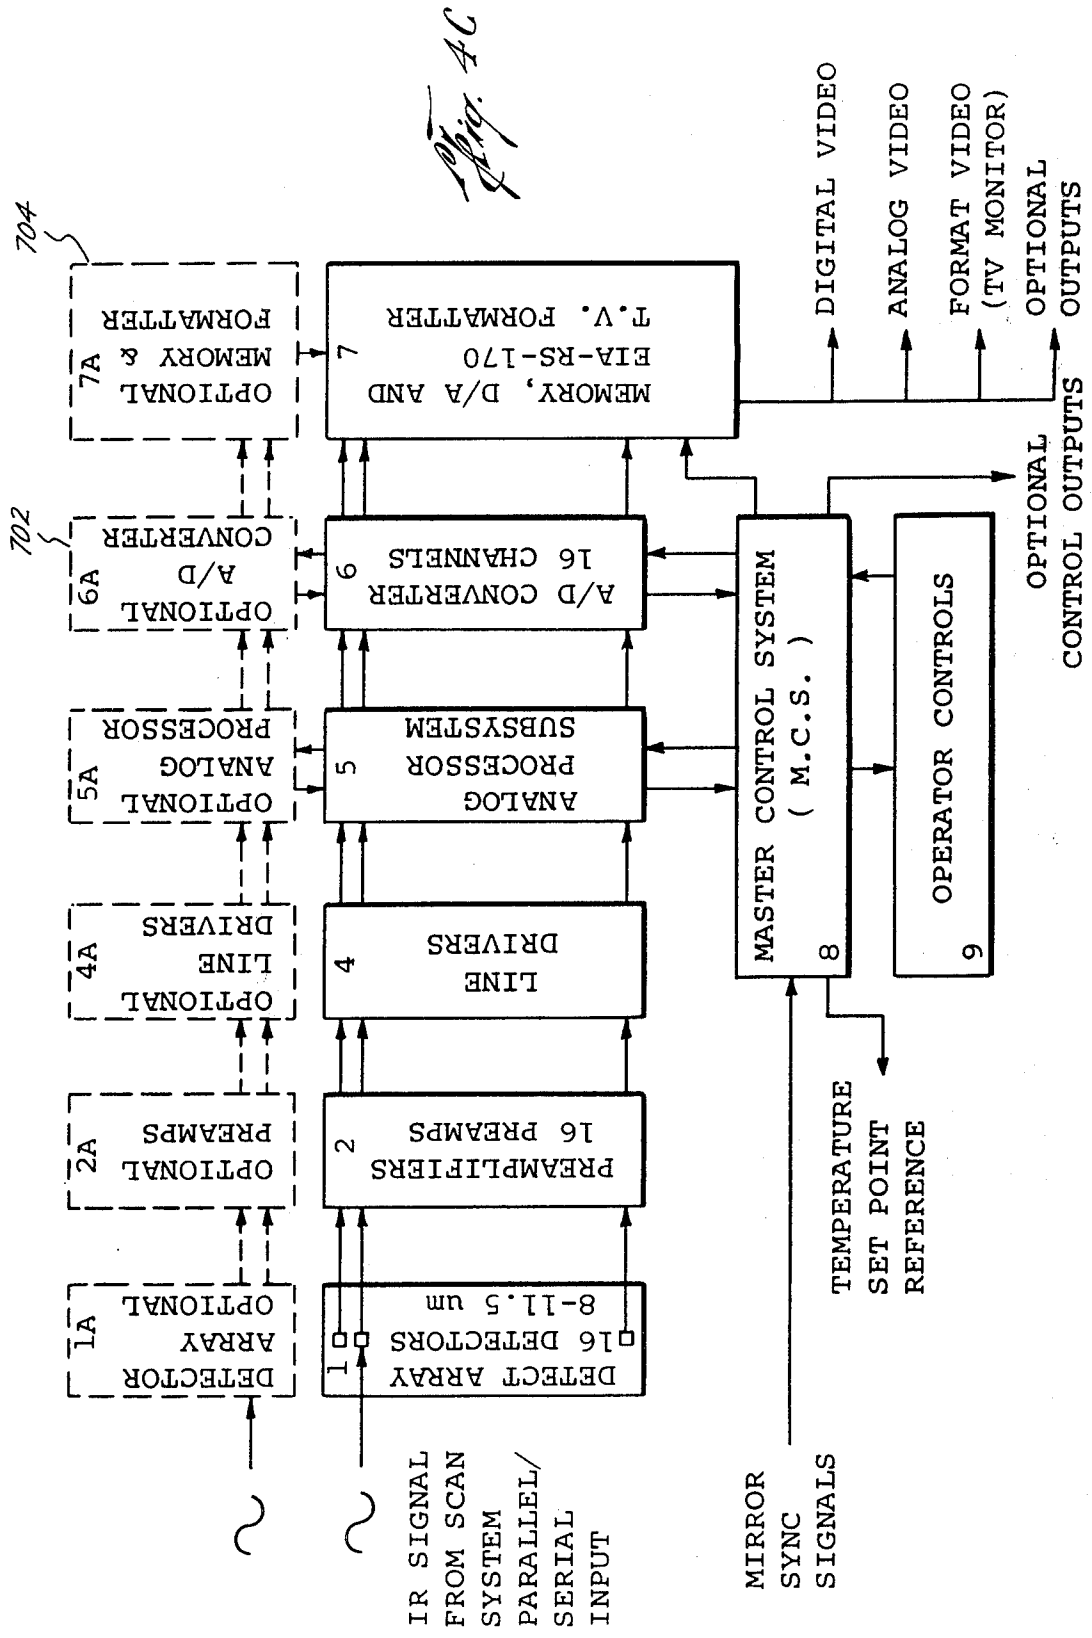 Fig. 4C
1A
DETECTOR
ARRAY
OPTIONAL
2A
OPTIONAL
PREAMPS
4A
OPTIONAL
LINE
DRIVERS
5A
OPTIONAL
ANALOG
PROCESSOR
6A
OPTIONAL
A/D
CONVERTER
702
7A
OPTIONAL
MEMORY &
FORMATTER
704
IR SIGNAL
FROM SCAN
SYSTEM
PARALLEL/
SERIAL
INPUT
1
DETECT ARRAY
16 DETECTORS
8-11.5 um
2
PREAMPLIFIERS
16 PREAMPS
4
LINE
DRIVERS
5
ANALOG
PROCESSOR
SUBSYSTEM
6
A/D CONVERTER
16 CHANNELS
7
MEMORY, D/A AND
EIA-RS-170
T.V. FORMATTER
MIRROR
SYNC
SIGNALS
MASTER CONTROL SYSTEM
( M.C.S. )
8
OPERATOR CONTROLS
9
TEMPERATURE
SET POINT
REFERENCE
OPTIONAL
CONTROL OUTPUTS
DIGITAL VIDEO
ANALOG VIDEO
FORMAT VIDEO
(TV MONITOR)
OPTIONAL
OUTPUTS